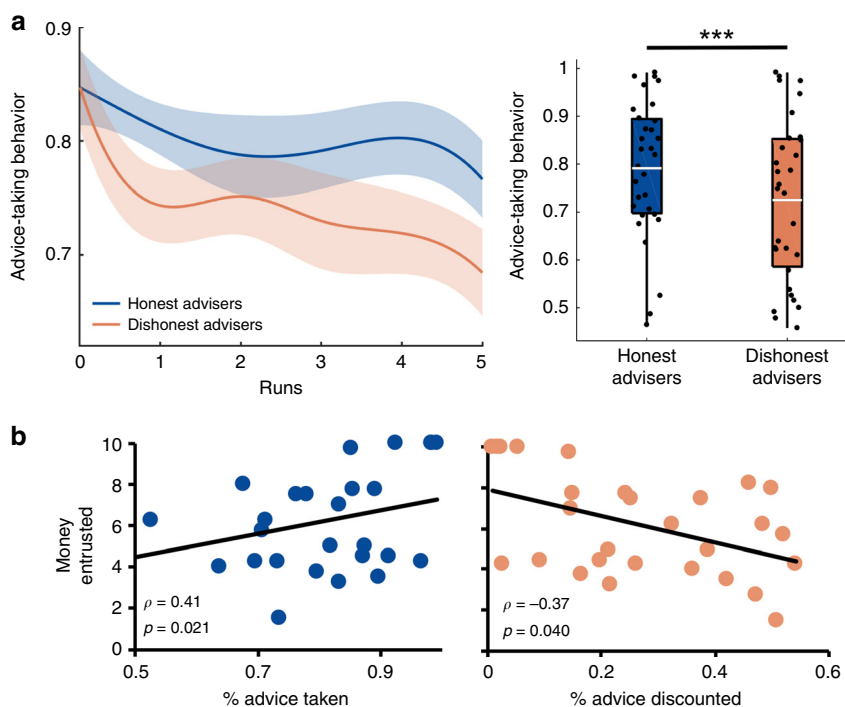 a
0.9
0.8
0.7
Advice-taking behavior
Honest advisers
Dishonest advisers
0 1 2 3 4 5
Runs
***
1
0.9
0.8
0.7
0.6
0.5
Advice-taking behavior
Honest
advisers
Dishonest
advisers
b
10
8
6
4
2
0
Money
entrusted
ρ = 0.41
p = 0.021
0.5 0.7 0.9
% advice taken
ρ = –0.37
p = 0.040
0 0.2 0.4 0.6
% advice discounted